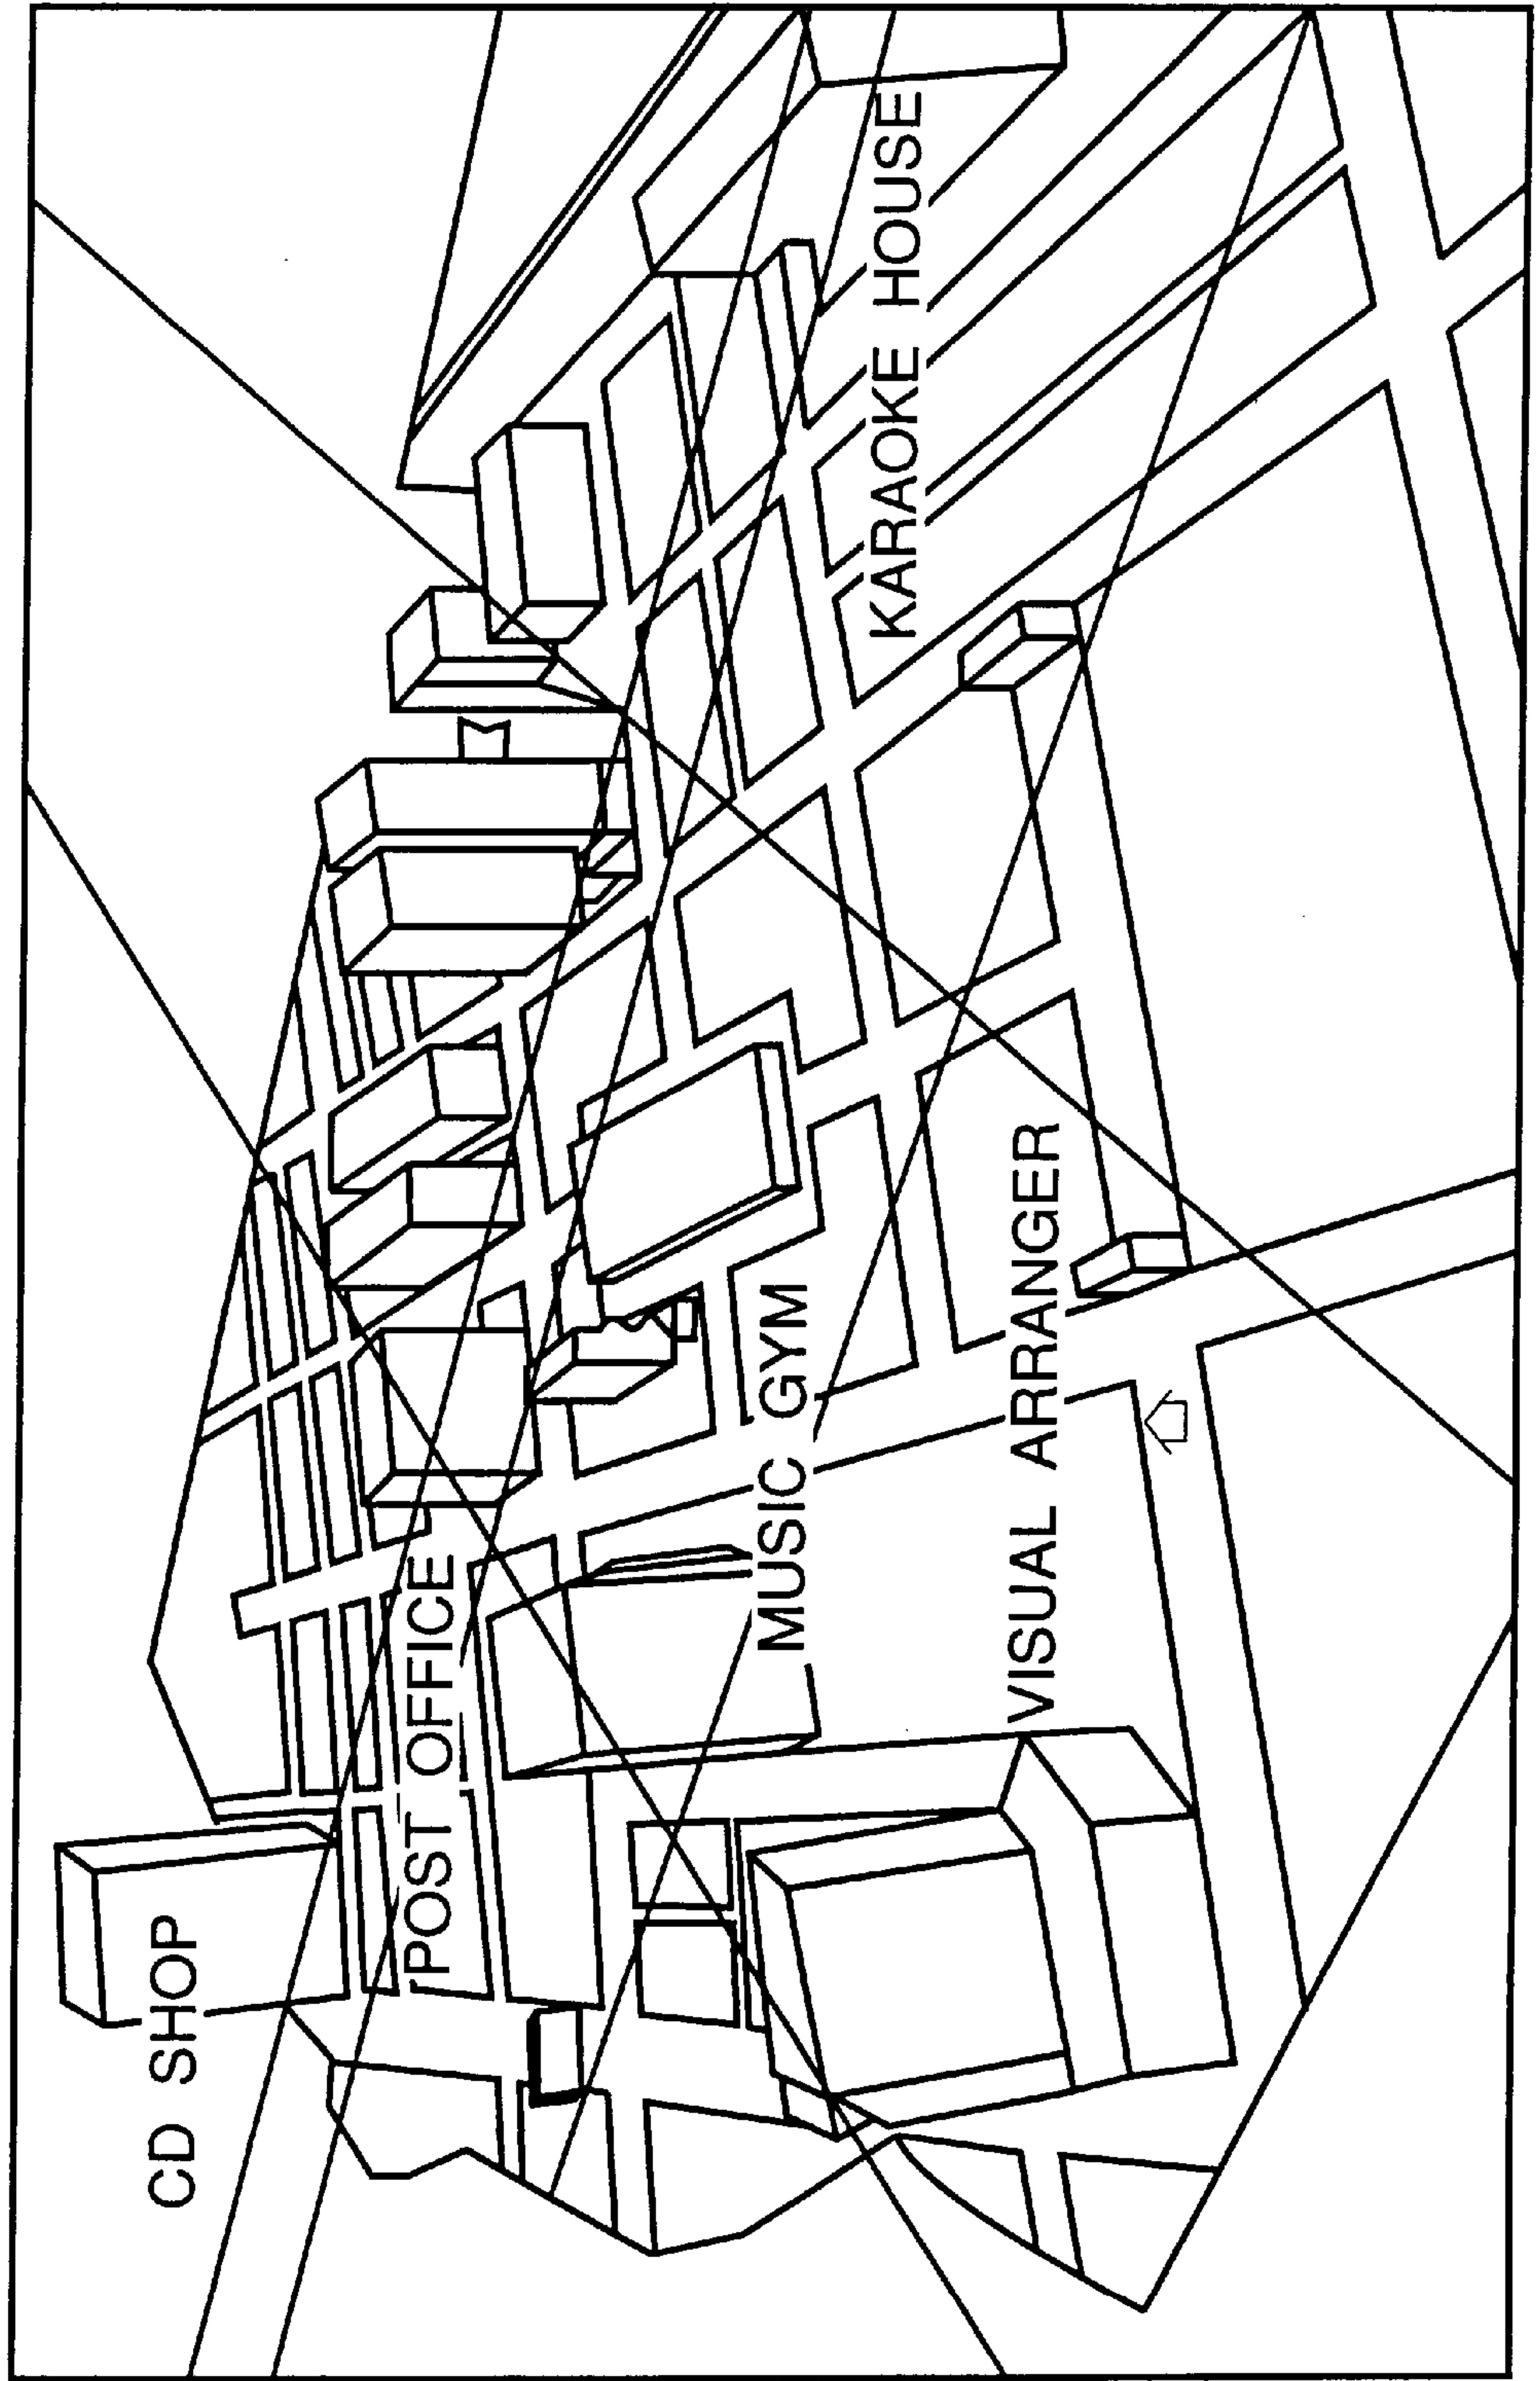 CD SHOP
POST OFFICE
MUSIC GYM
KARAOKE HOUSE
VISUAL ARRANGER